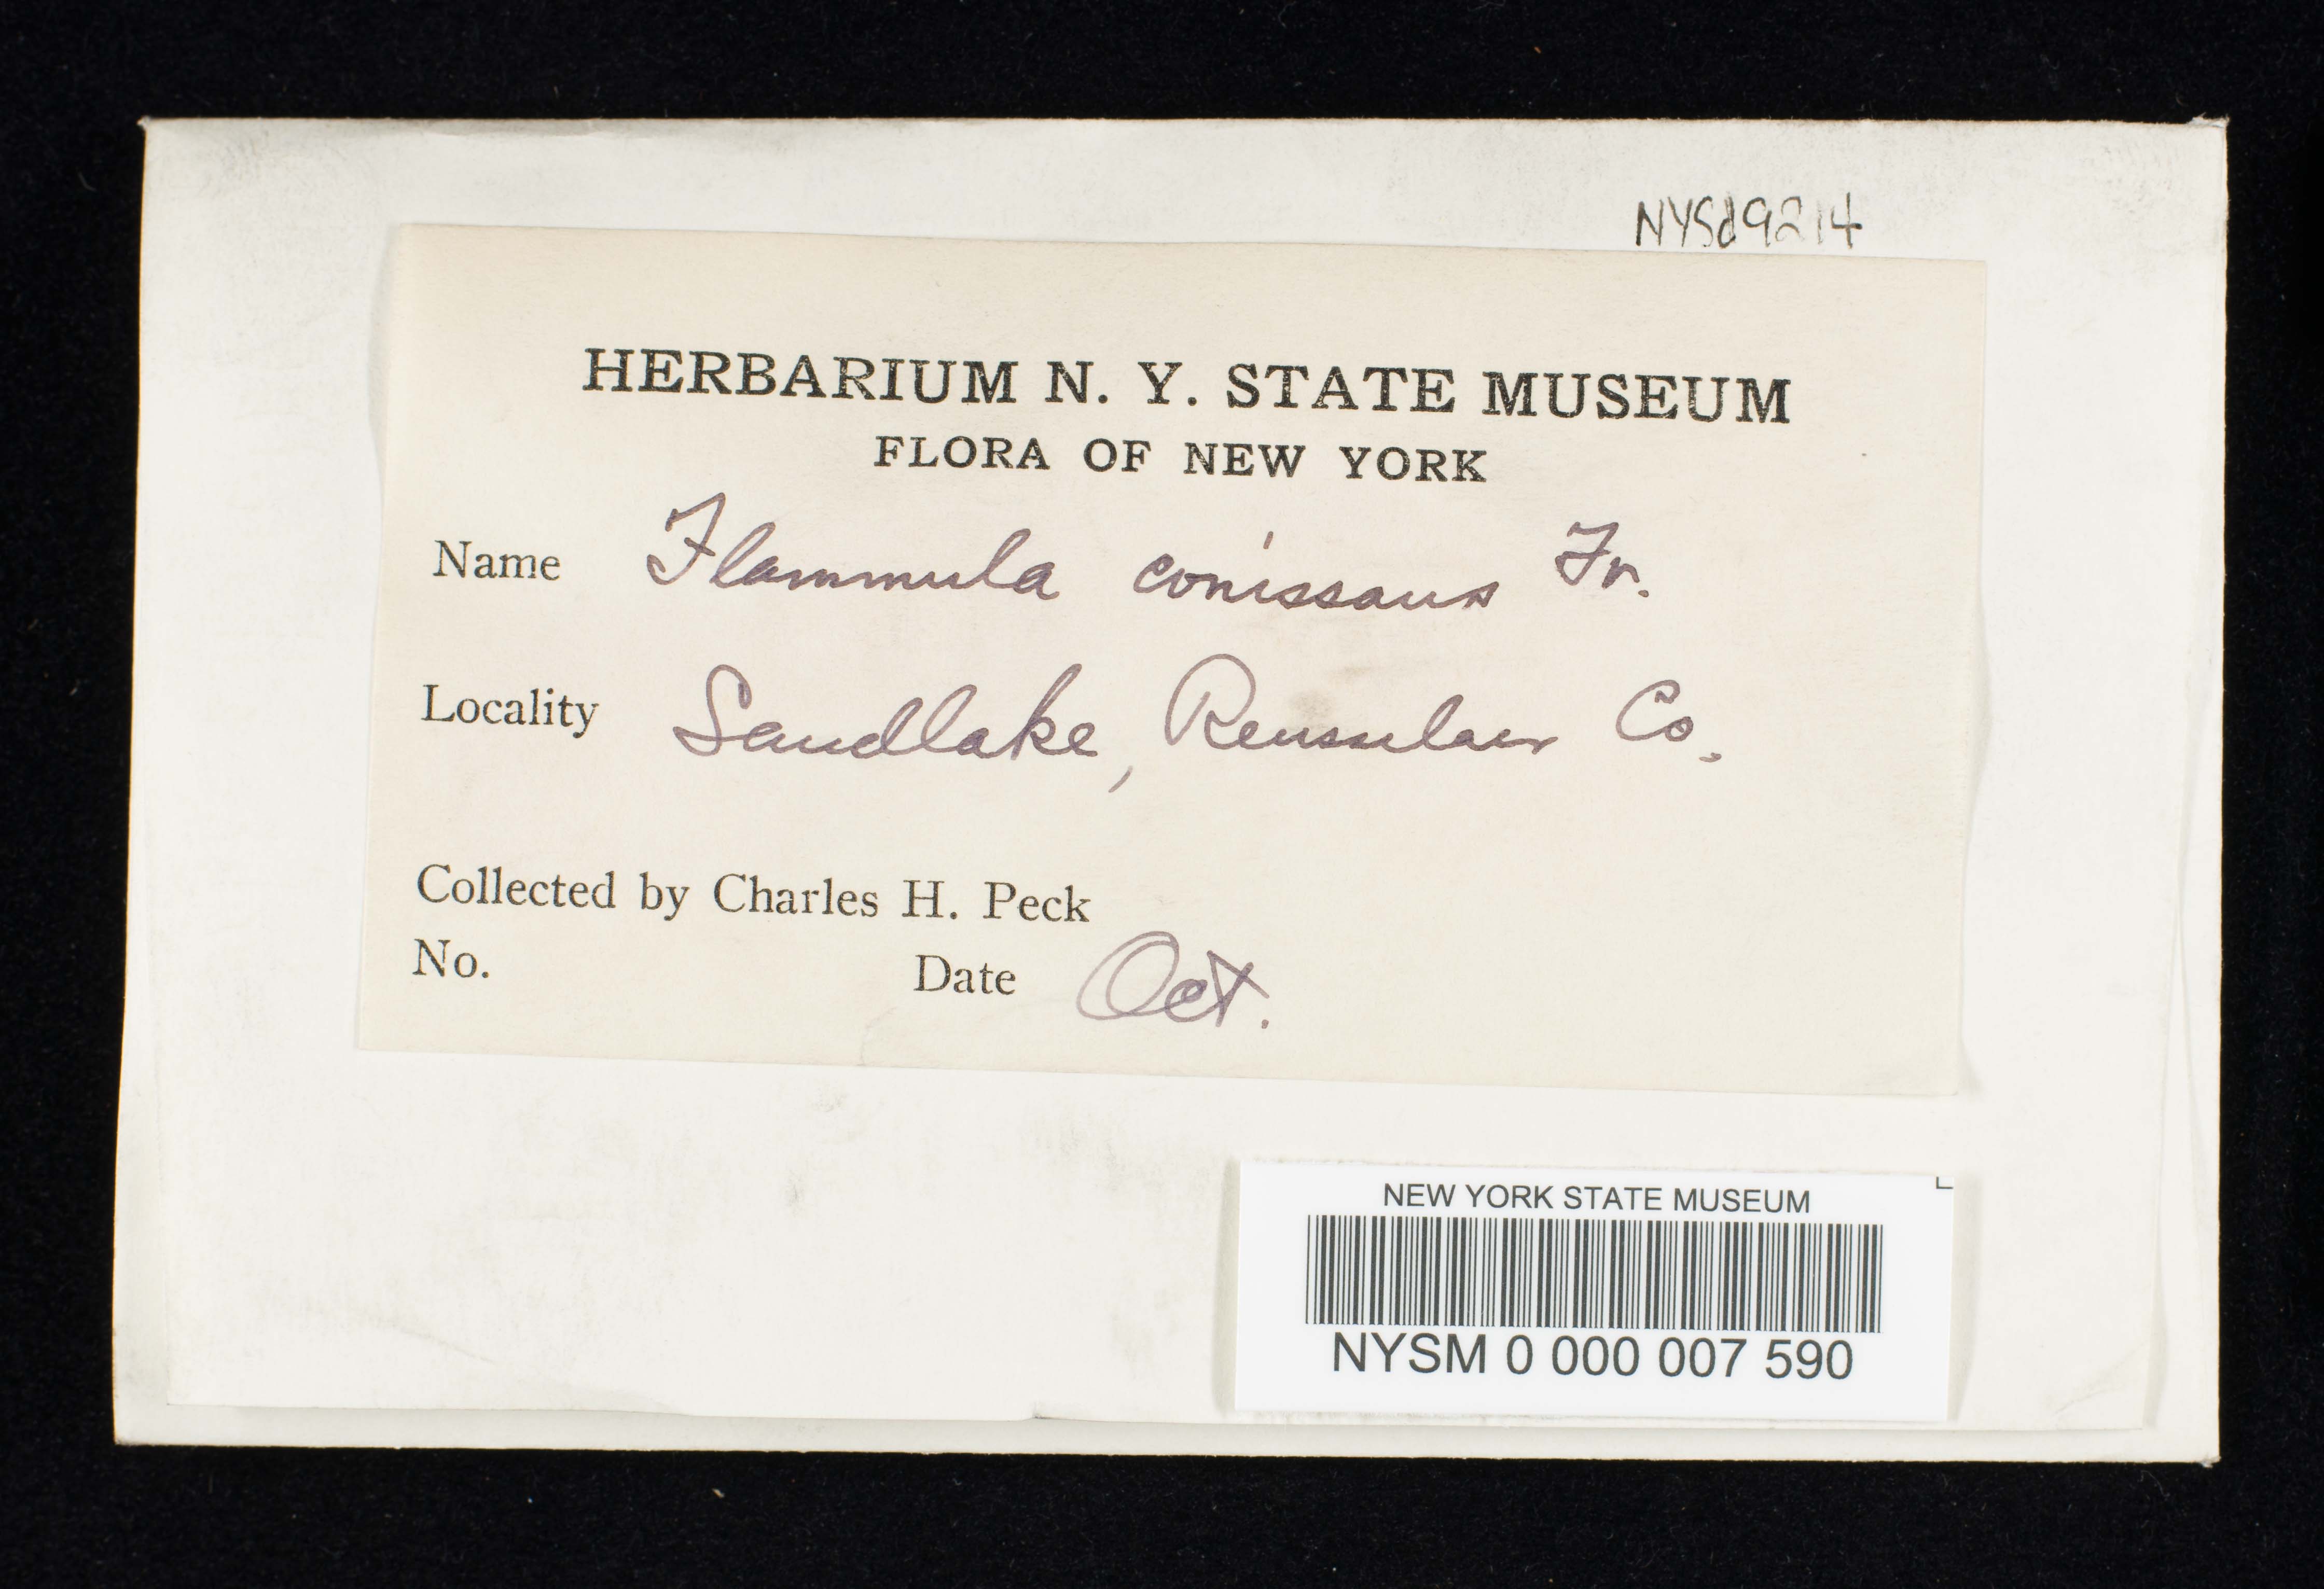 NYSd9214
HERBARIUM N. Y. STATE MUSEUM
FLORA OF NEW YORK
Name Flammula conissans Fr.
Locality Sandlake, Rensselaer Co.
Collected by Charles H. Peck
No. Date Oct.
NEW YORK STATE MUSEUM
NYSM 0 000 007 590